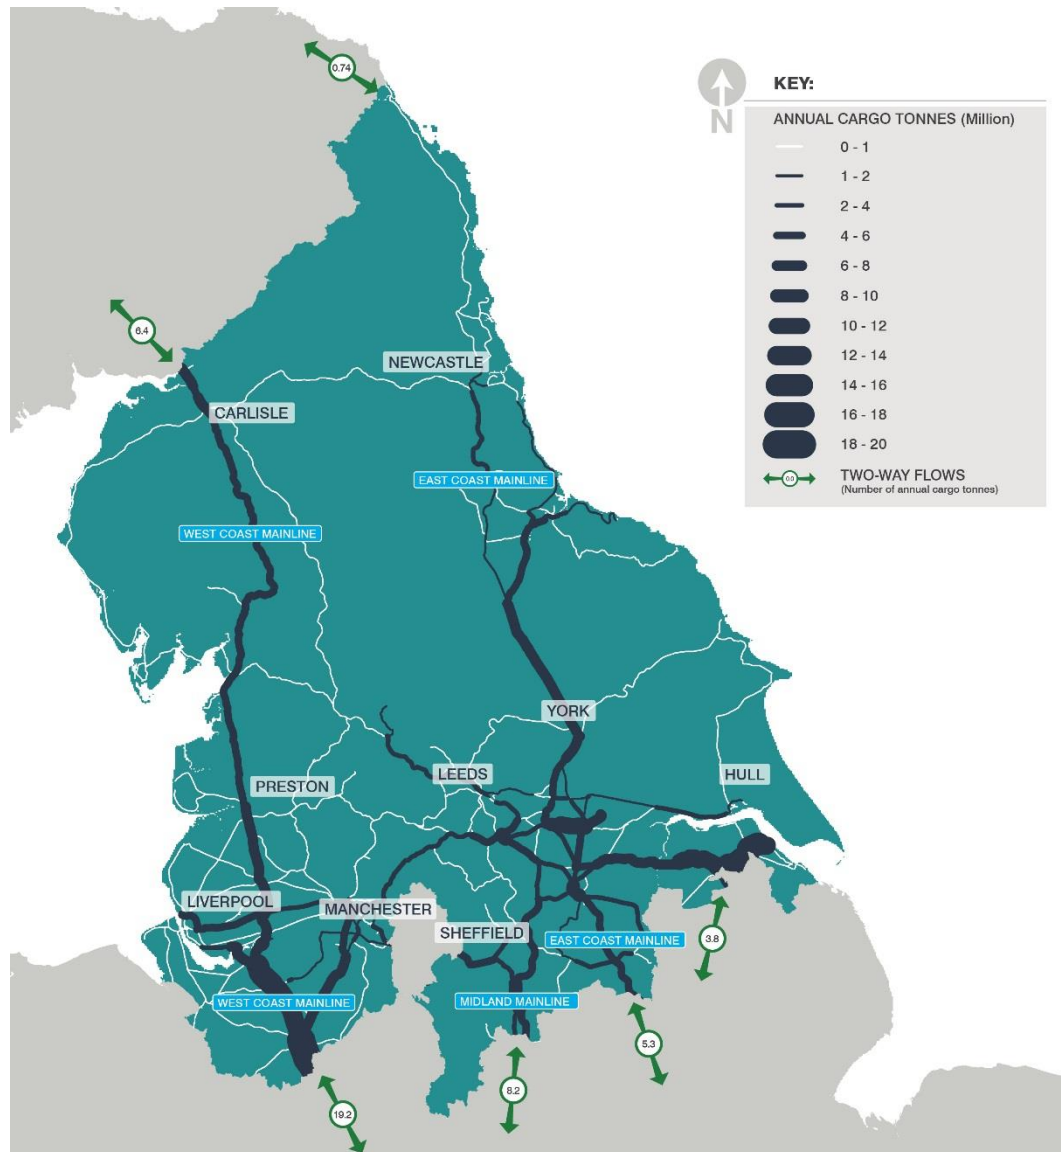 0.74
KEY:
N
ANNUAL CARGO TONNES (Million)
0 - 1
1 - 2
2 - 4
4 - 6
6 - 8
8 - 10
10 - 12
12 - 14
14 - 16
16 - 18
18 - 20
0.0 TWO-WAY FLOWS
(Number of annual cargo tonnes)
6.4
NEWCASTLE
CARLISLE
EAST COAST MAINLINE
WEST COAST MAINLINE
YORK
LEEDS
HULL
PRESTON
LIVERPOOL
MANCHESTER
SHEFFIELD
EAST COAST MAINLINE
3.8
WEST COAST MAINLINE
MIDLAND MAINLINE
5.3
8.2
19.2